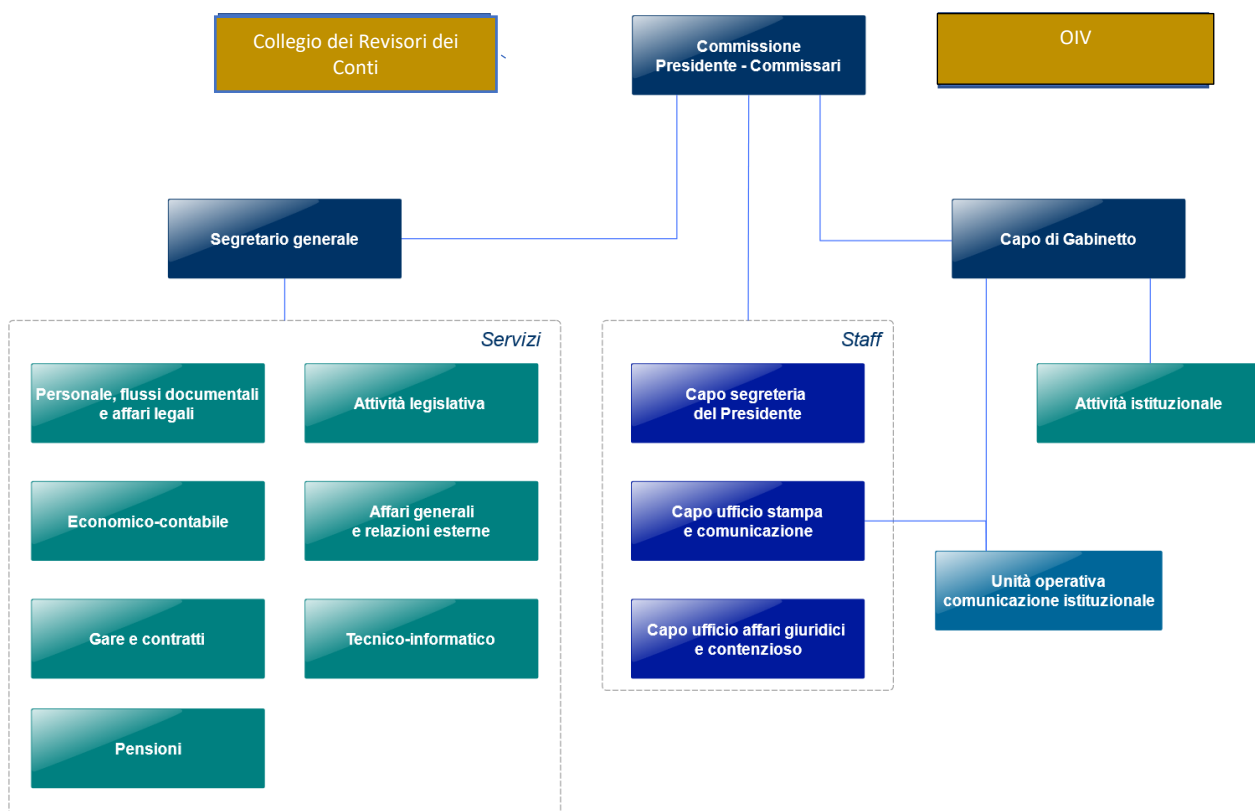 Collegio dei Revisori dei
Conti
Commissione
Presidente - Commissari
OIV
Segretario generale
Capo di Gabinetto
Servizi
Personale, flussi documentali
e affari legali
Attività legislativa
Economico-contabile
Affari generali
e relazioni esterne
Gare e contratti
Tecnico-informatico
Pensioni
Staff
Capo segreteria
del Presidente
Capo ufficio stampa
e comunicazione
Capo ufficio affari giuridici
e contenzioso
Attività istituzionale
Unità operativa
comunicazione istituzionale